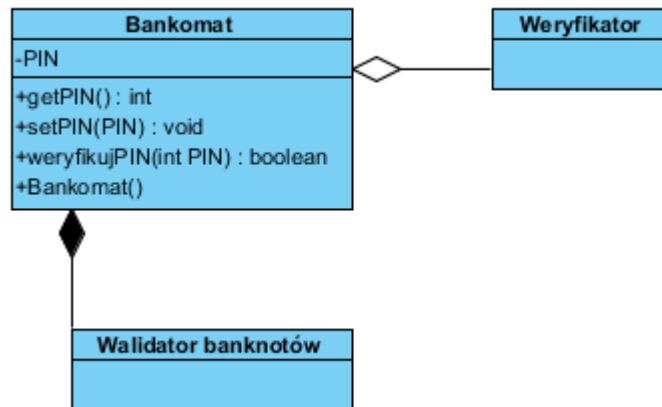 Bankomat
-PIN
+getPIN() : int
+setPIN(PIN) : void
+weryfikujPIN(int PIN) : boolean
+Bankomat()
Weryfikator
Walidator banknotów